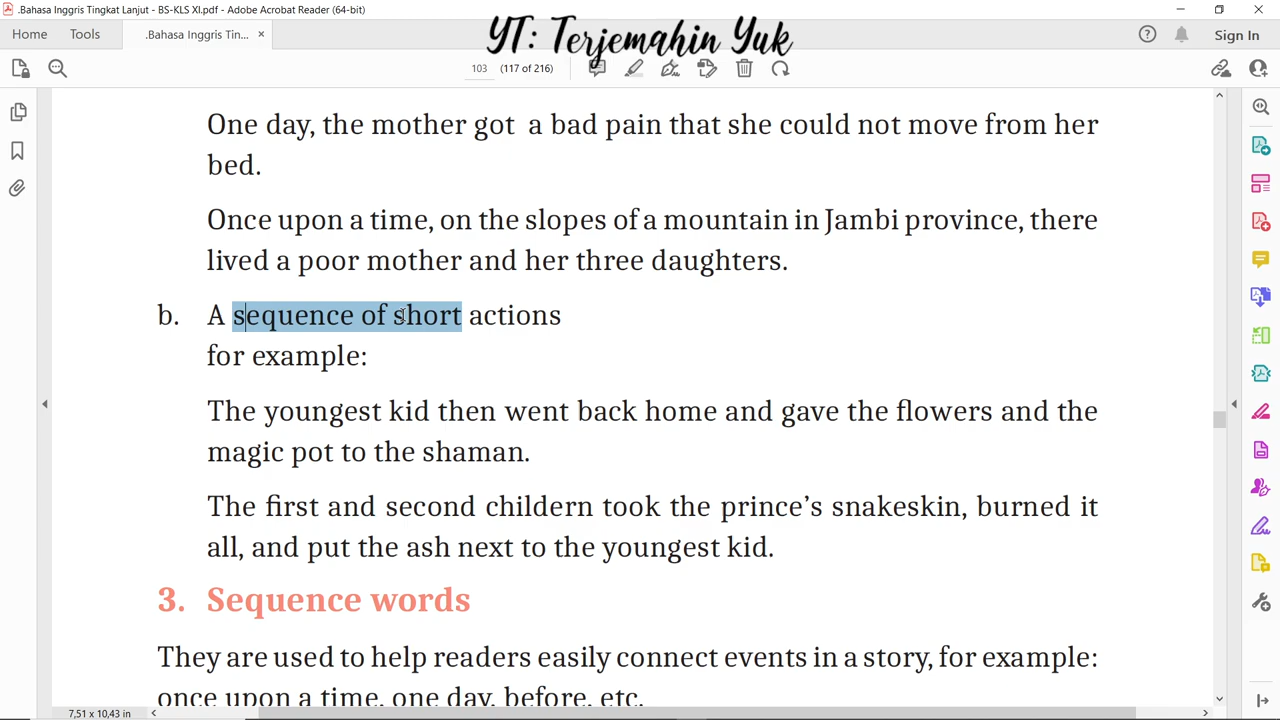 .Bahasa Inggris Tingkat Lanjut - BS-KLS XI.pdf - Adobe Acrobat Reader (64-bit)
YT: Terjemahin Yuk
Home Tools .Bahasa Inggris Tin... × Sign In
103 (117 of 216)
One day, the mother got a bad pain that she could not move from her
bed.
Once upon a time, on the slopes of a mountain in Jambi province, there
lived a poor mother and her three daughters.
b. A sequence of short actions
for example:
The youngest kid then went back home and gave the flowers and the
magic pot to the shaman.
The first and second childern took the prince’s snakeskin, burned it
all, and put the ash next to the youngest kid.
3. Sequence words
They are used to help readers easily connect events in a story, for example:
once upon a time, one day, before, etc.
7,51 x 10,43 in